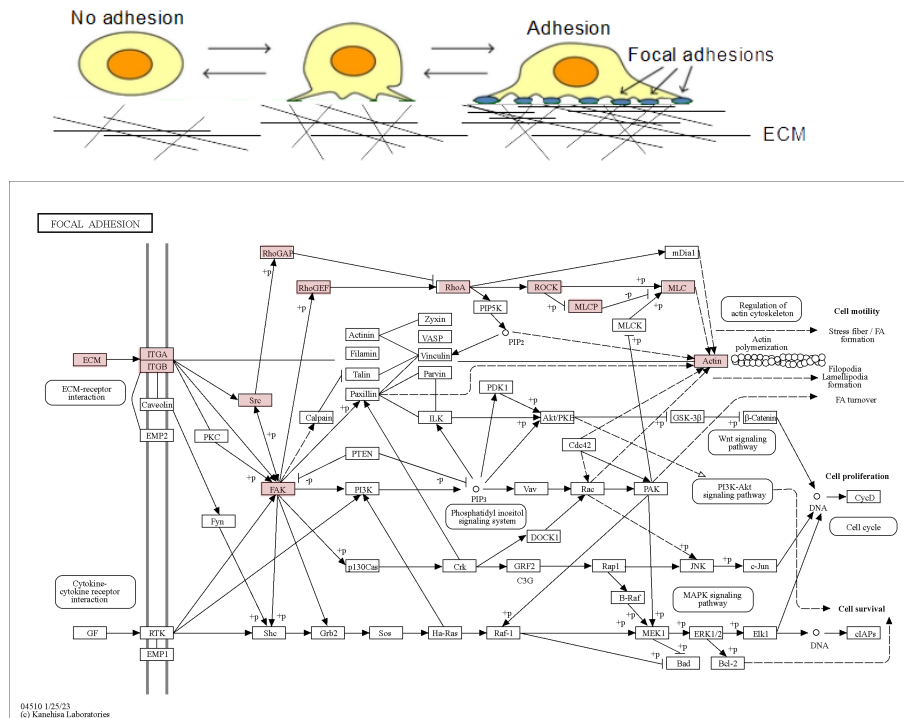 No adhesion
Adhesion
Focal adhesions
ECM
FOCAL ADHESION
RhoGAP
mDia1
+p
RhoGEF
RhoA
ROCK
+p
MLC
-p
+p
+p
MLCP
PIP5K
MLCK
Regulation of
actin cytoskeleton
Cell motility
Zyxin
Actinin
VASP
PIP2
+p
Stress fiber / FA
formation
Actin
polymerization
ECM
ITGA
ITGB
Filamin
Vinculin
Actin
Talin
Parvin
Filopodia
Lamellipodia
formation
ECM-receptor
interaction
Src
Paxillin
PDK1
FA turnover
Caveolin
Calpain
+p
ILK
+p
+p
Akt/PKB
GSK-3β
β-Catenin
EMP2
PKC
+p
PTEN
Cdc42
+p
Wnt signaling
pathway
+p
-p
-p
Cell proliferation
FAK
PI3K
PIP3
Vav
Rac
PAK
PI3K-Akt
signaling pathway
DNA
CycD
Fyn
Phosphatidyl inositol
signaling system
DOCK1
Cell cycle
+p
p130Cas
Crk
GRF2
C3G
Rap1
+p
JNK
+p
c-Jun
Cytokine-
cytokine receptor
interaction
B-Raf
MAPK signaling
pathway
+p
+p
+p
+p
+p
Cell survival
GF
RTK
Shc
Grb2
Sos
Ha-Ras
Raf-1
MEK1
+p
ERK1/2
+p
Elk1
DNA
cIAPs
EMP1
+p
Bad
+p
Bcl-2
04510 1/25/23
(c) Kanehisa Laboratories